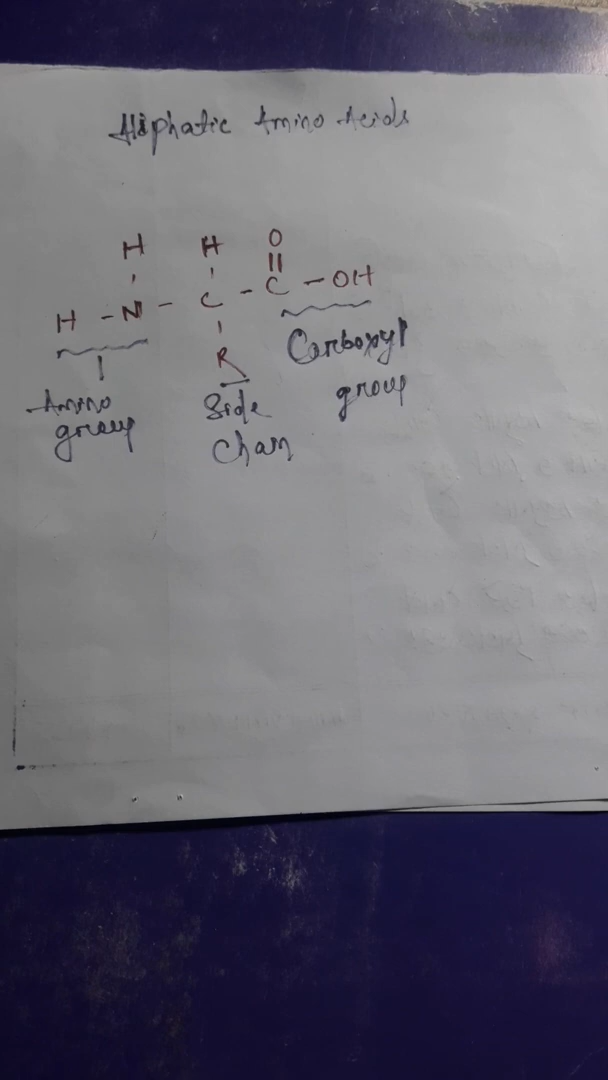 Aliphatic Amino Acids
H H O
H - N - C - C - OH
R
Amino group
Side Chain
Carboxyl group